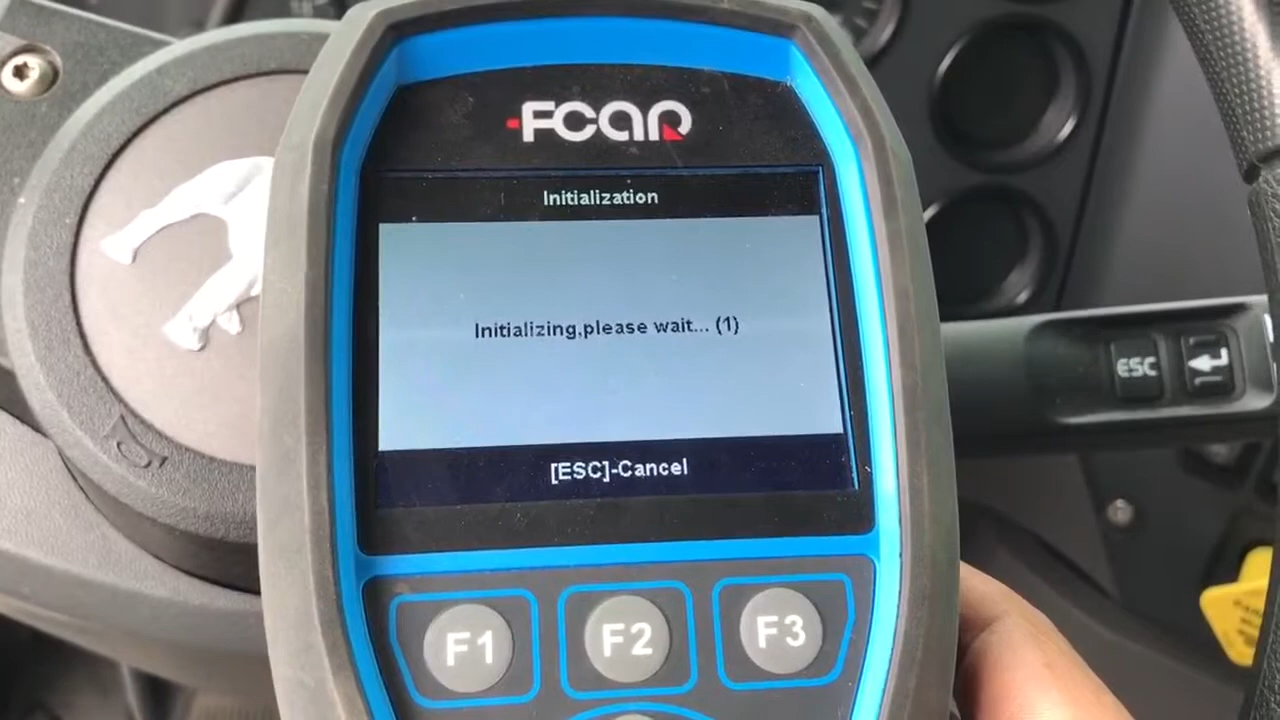 FCAR
Initialization
Initializing,please wait... (1)
[ESC]-Cancel
ESC
F1
F2
F3